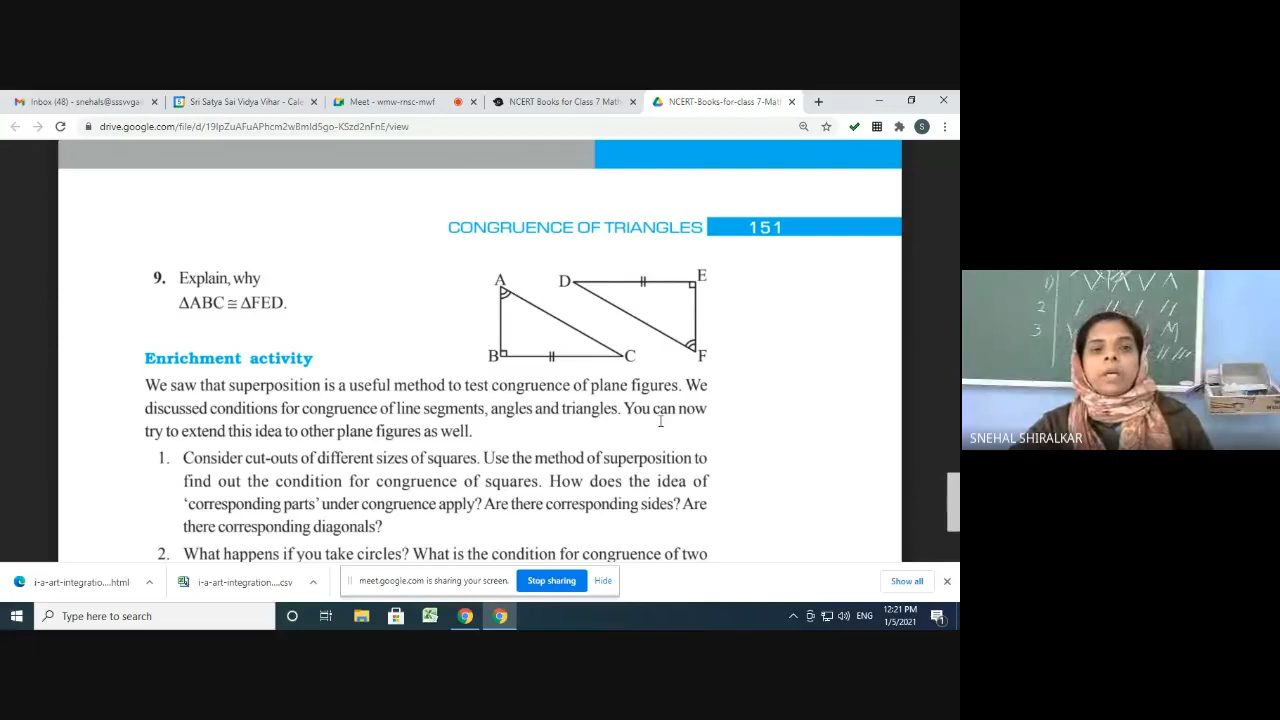 Inbox (48) - snehals@sssvvga
Sri Satya Sai Vidya Vihar - Cale
Meet - wmw-rnsc-mwf
NCERT Books for Class 7 Math
NCERT-Books-for-class 7-Mat
drive.google.com/file/d/19IpZuAFuAPhcm2wBmId5go-KSzd2nFnE/view
S
CONGRUENCE OF TRIANGLES 151
9. Explain, why
ΔABC ≅ ΔFED.
A
D
E
B
C
F
Enrichment activity
We saw that superposition is a useful method to test congruence of plane figures. We
discussed conditions for congruence of line segments, angles and triangles. You can now
try to extend this idea to other plane figures as well.
1. Consider cut-outs of different sizes of squares. Use the method of superposition to
find out the condition for congruence of squares. How does the idea of
‘corresponding parts’ under congruence apply? Are there corresponding sides? Are
there corresponding diagonals?
2. What happens if you take circles? What is the condition for congruence of two
1)
2
3
SNEHAL SHIRALKAR
i-a-art-integratio....html
i-a-art-integration....csv
meet.google.com is sharing your screen.
Stop sharing
Hide
Show all
Type here to search
ENG
12:21 PM
1/5/2021
1